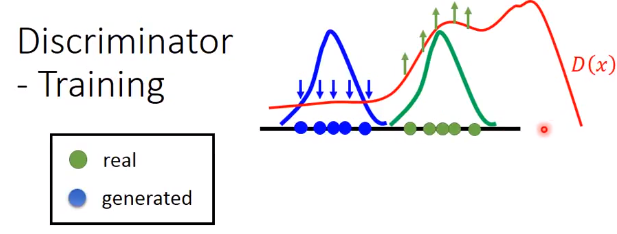 Discriminator
- Training
D(x)
real
generated